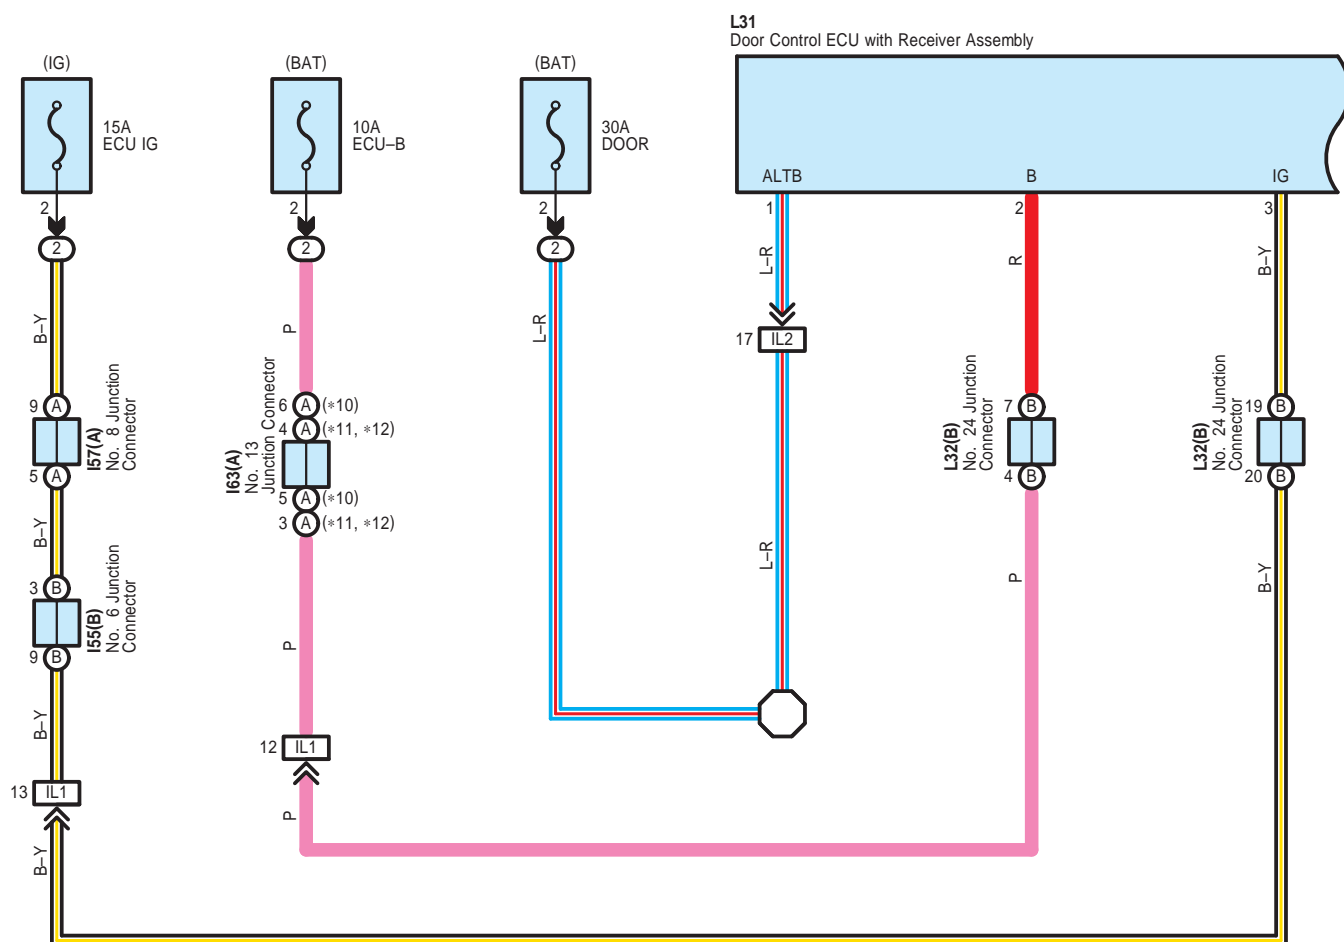 L31
Door Control ECU with Receiver Assembly
(IG)
(BAT)
(BAT)
15A
ECU IG
10A
ECU–B
30A
DOOR
ALTB
B
IG
2
2
2
1
2
3
2
2
2
B–Y
P
L–R
L–R
R
B–Y
17
IL2
9
A
6
A
(*10)
4
A
(*11, *12)
7
B
19
B
I57(A)
No. 8 Junction
Connector
I63(A)
No. 13
Junction Connector
L32(B)
No. 24 Junction
Connector
L32(B)
No. 24 Junction
Connector
5
A
5
A
(*10)
3
A
(*11, *12)
4
B
20
B
B–Y
L–R
P
B–Y
3
B
I55(B)
No. 6 Junction
Connector
9
B
P
B–Y
12
IL1
13
IL1
P
B–Y